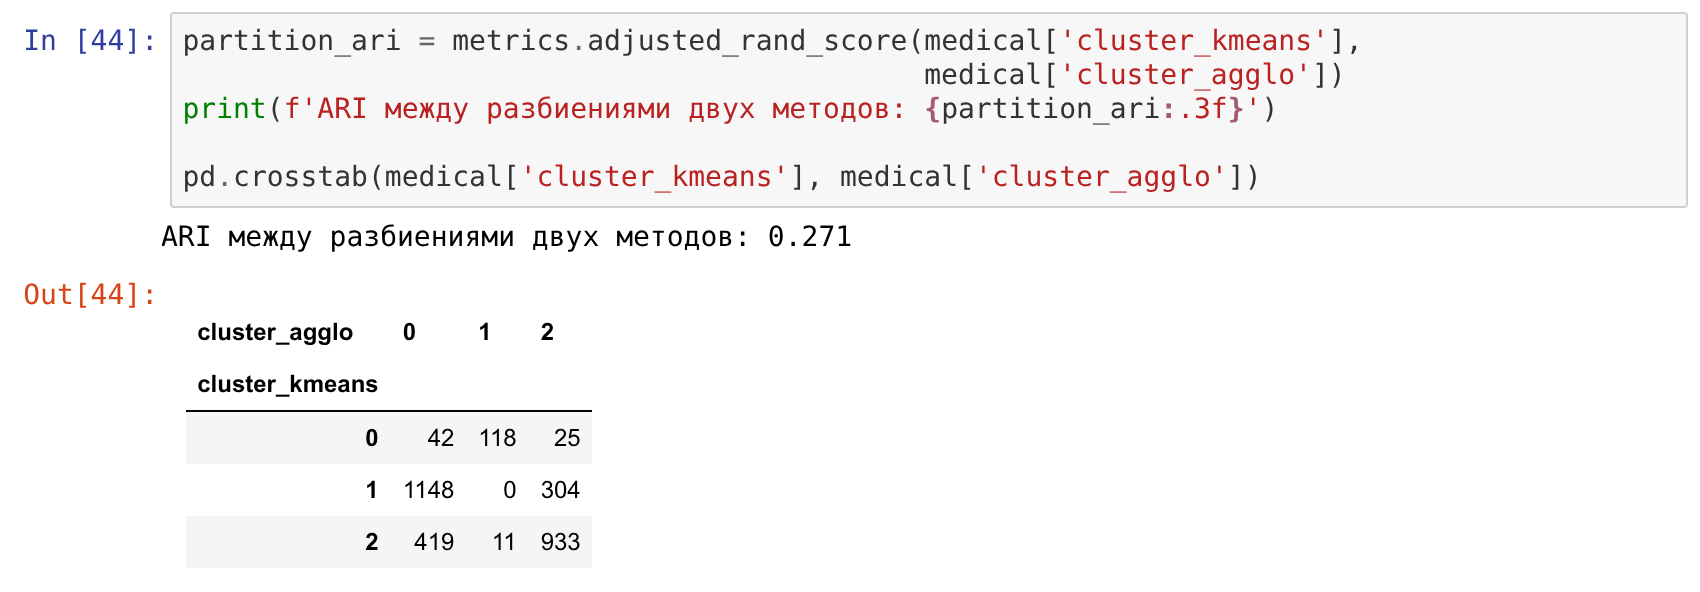 In [44]: partition_ari = metrics.adjusted_rand_score(medical['cluster_kmeans'],
medical['cluster_agglo'])
print(f'ARI между разбиениями двух методов: {partition_ari:.3f}')
pd.crosstab(medical['cluster_kmeans'], medical['cluster_agglo'])
ARI между разбиениями двух методов: 0.271
Out[44]:
cluster_agglo 0 1 2
cluster_kmeans
0 42 118 25
1 1148 0 304
2 419 11 933